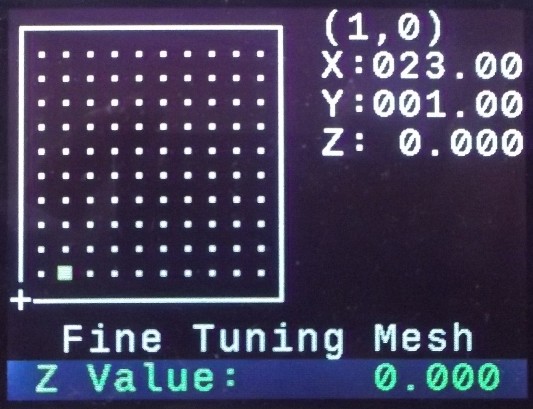 (1,0)
X:023.00
Y:001.00
Z: 0.000
Fine Tuning Mesh
Z Value: 0.000